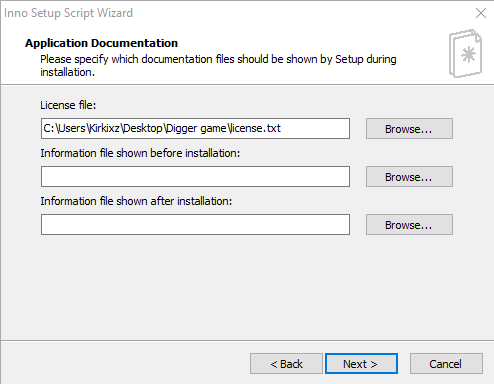 Inno Setup Script Wizard
Application Documentation
Please specify which documentation files should be shown by Setup during
installation.
License file:
C:\Users\Kirkixz\Desktop\Digger game\license.txt
Browse...
Information file shown before installation:
Browse...
Information file shown after installation:
Browse...
< Back
Next >
Cancel